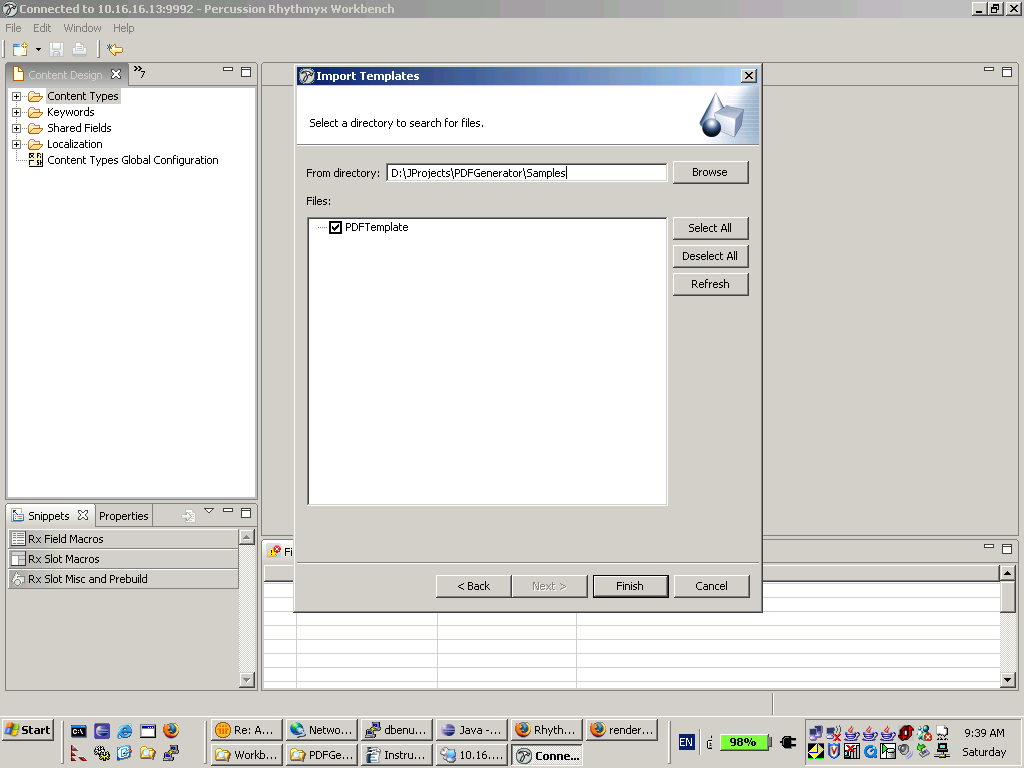 Connected to 10.16.16.13:9992 - Percussion Rhythmyx Workbench
File Edit Window Help
Content Design
7
Content Types
Keywords
Shared Fields
Localization
Content Types Global Configuration
Import Templates
Select a directory to search for files.
From directory: D:\JProjects\PDFGenerator\Samples Browse
Files:
PDFTemplate
Select All
Deselect All
Refresh
< Back Next > Finish Cancel
Snippets Properties
Rx Field Macros
Rx Slot Macros
Rx Slot Misc and Prebuild
Fi
Start
Re: A... Netwo... dbenu... Java -... Rhyth... render...
Workb... PDFGe... Instru... 10.16.... Conne...
EN 98%
9:39 AM
Saturday